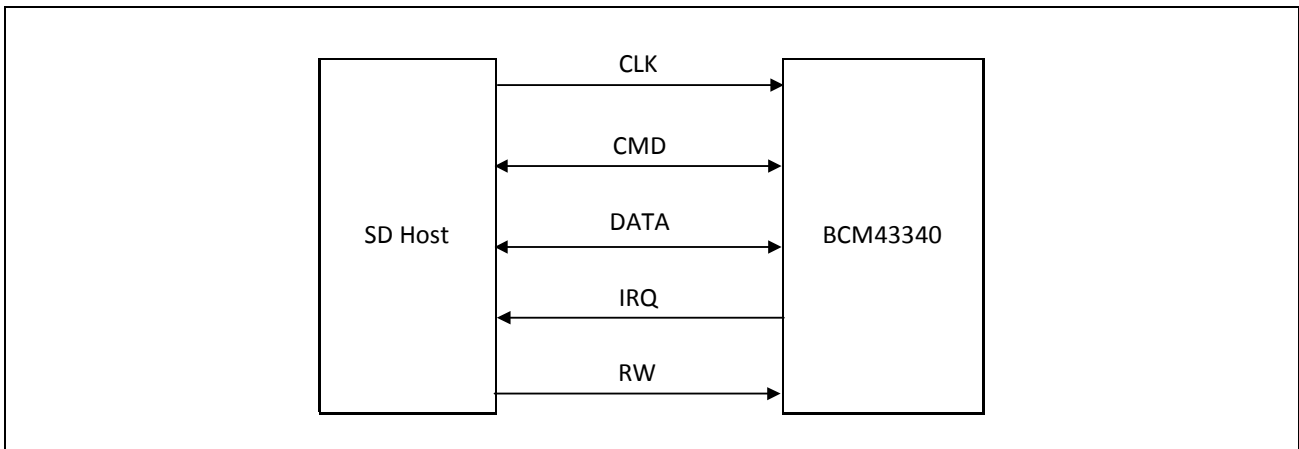 CLK
CMD
DATA
SD Host
BCM43340
IRQ
RW